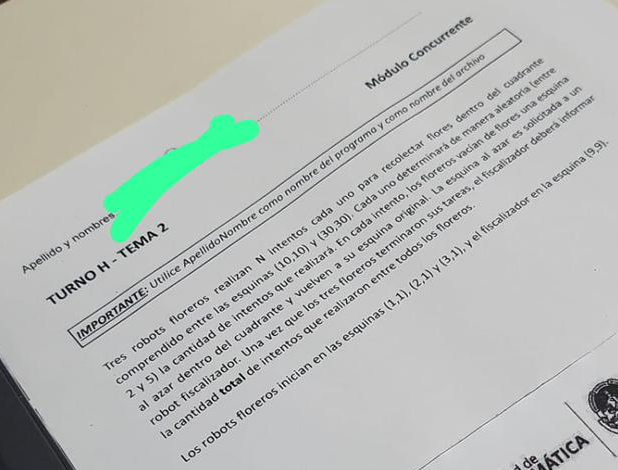 Módulo Concurrente
Apellido y nombres
TURNO H - TEMA 2
IMPORTANTE: Utilice ApellidoNombre como nombre del programa y como nombre del archivo
Tres robots floreros realizan N intentos cada uno para recolectar flores dentro del cuadrante
comprendido entre las esquinas (10,10) y (30,30). Cada uno determinará de manera aleatoria (entre
2 y 5) la cantidad de intentos que realizará. En cada intento, los floreros vacían de flores una esquina
al azar dentro del cuadrante y vuelven a su esquina original. La esquina al azar es solicitada a un
robot fiscalizador. Una vez que los tres floreros terminaron sus tareas, el fiscalizador deberá informar
la cantidad total de intentos que realizaron entre todos los floreros.
Los robots floreros inician en las esquinas (1,1), (2,1) y (3,1), y el fiscalizador en la esquina (9,9).
d de
ÁTICA